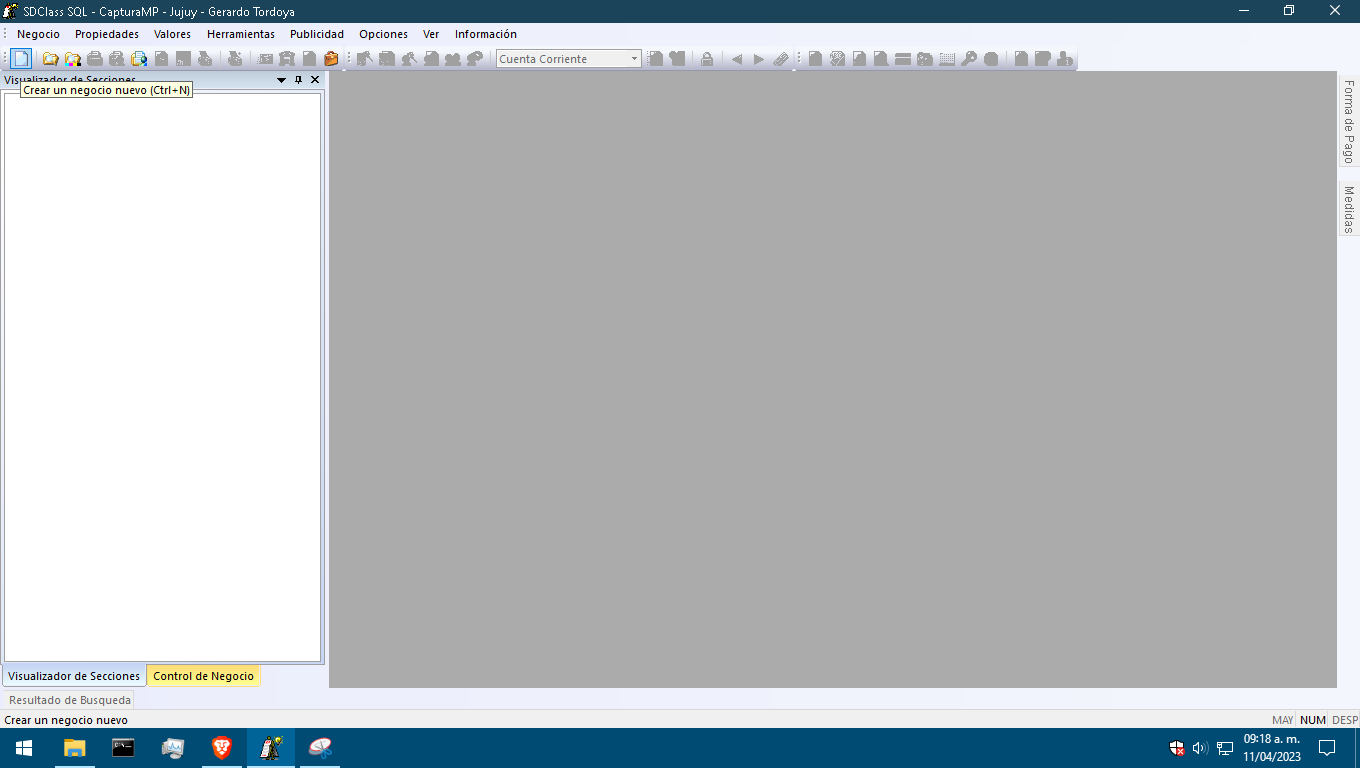 SDClass SQL - CapturaMP - Jujuy - Gerardo Tordoya
Negocio Propiedades Valores Herramientas Publicidad Opciones Ver Información
Cuenta Corriente
Visualizador de Secciones
Crear un negocio nuevo (Ctrl+N)
Forma de Pago
Medidas
Visualizador de Secciones Control de Negocio
Resultado de Busqueda
Crear un negocio nuevo MAY NUM DESP
09:18 a. m.
11/04/2023